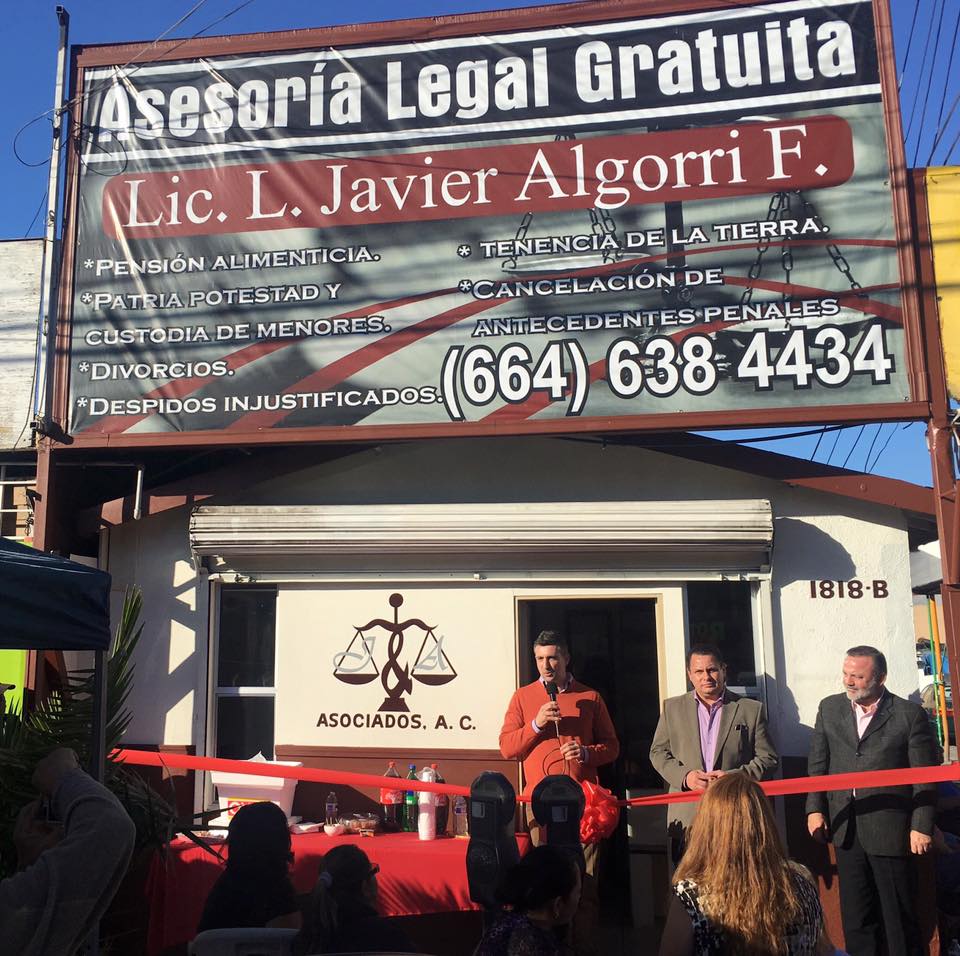 Asesoría Legal Gratuita
Lic. L. Javier Algorri F.
*PENSIÓN ALIMENTICIA.
*PATRIA POTESTAD Y
CUSTODIA DE MENORES.
*DIVORCIOS.
*DESPIDOS INJUSTIFICADOS.
* TENENCIA DE LA TIERRA.
*CANCELACIÓN DE
ANTECEDENTES PENALES
(664) 638 4434
1818-B
J & A
ASOCIADOS, A. C.